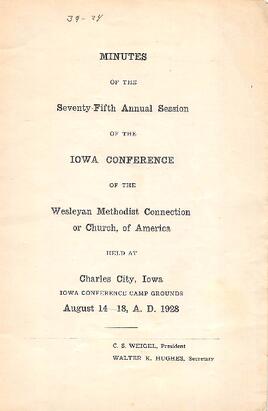 39-24
MINUTES
OF THE
Seventy-Fifth Annual Session
OF THE
IOWA CONFERENCE
OF THE
Wesleyan Methodist Connection
or Church, of America
HELD AT
Charles City, Iowa
IOWA CONFERENCE CAMP GROUNDS
August 14-18, A. D. 1928
C. S. WEIGEL, President
WALTER K. HUGHES, Secretary